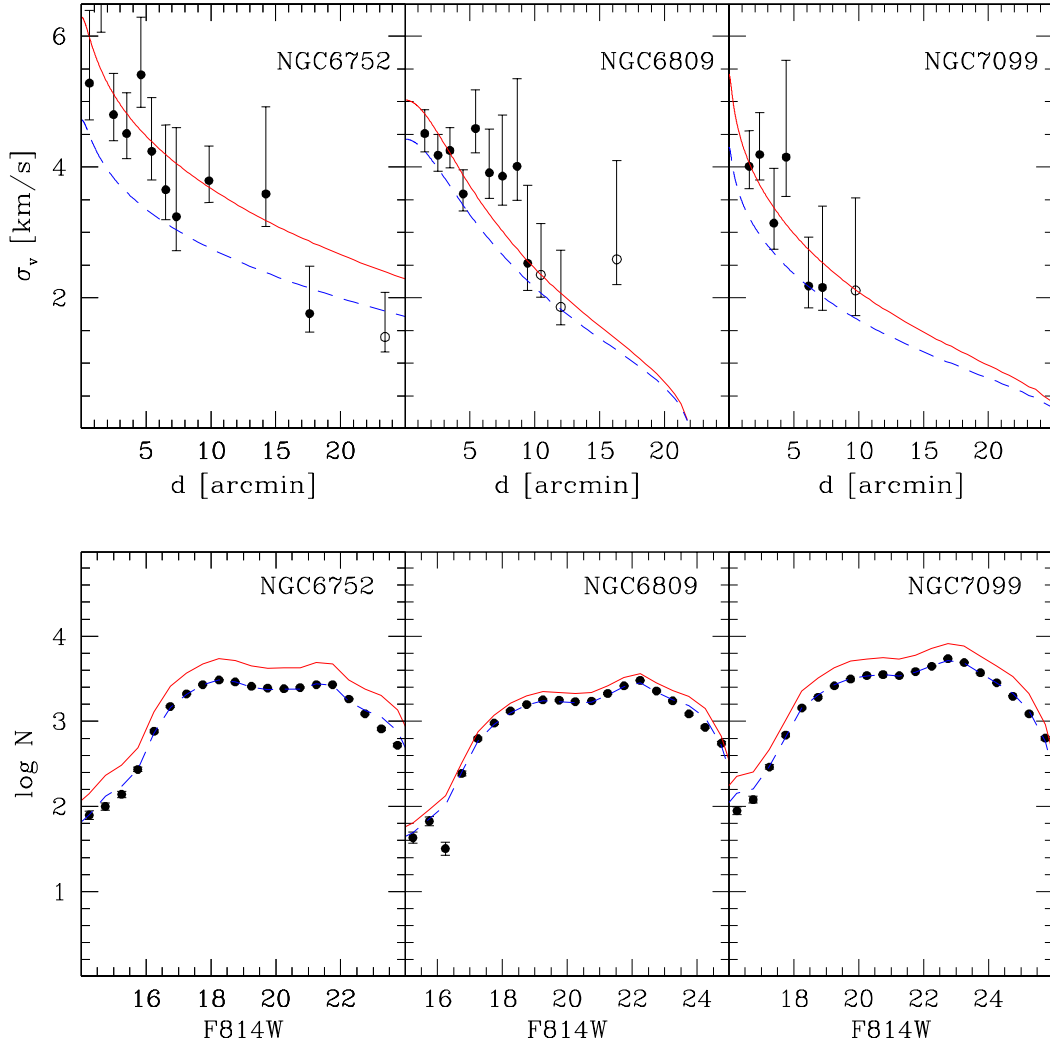 NGC6752 NGC6809 NGC7099
6
4
2
σv [km/s]
5 10 15 20 5 10 15 20 5 10 15 20
d [arcmin] d [arcmin] d [arcmin]
NGC6752 NGC6809 NGC7099
4
3
2
1
log N
16 18 20 22 16 18 20 22 24 18 20 22 24
F814W F814W F814W